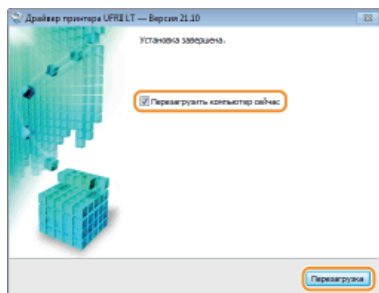 Драйвер принтера UFRII LT — Версия 21.10
Установка завершена.
Перезагрузить компьютер сейчас
Перезагрузка